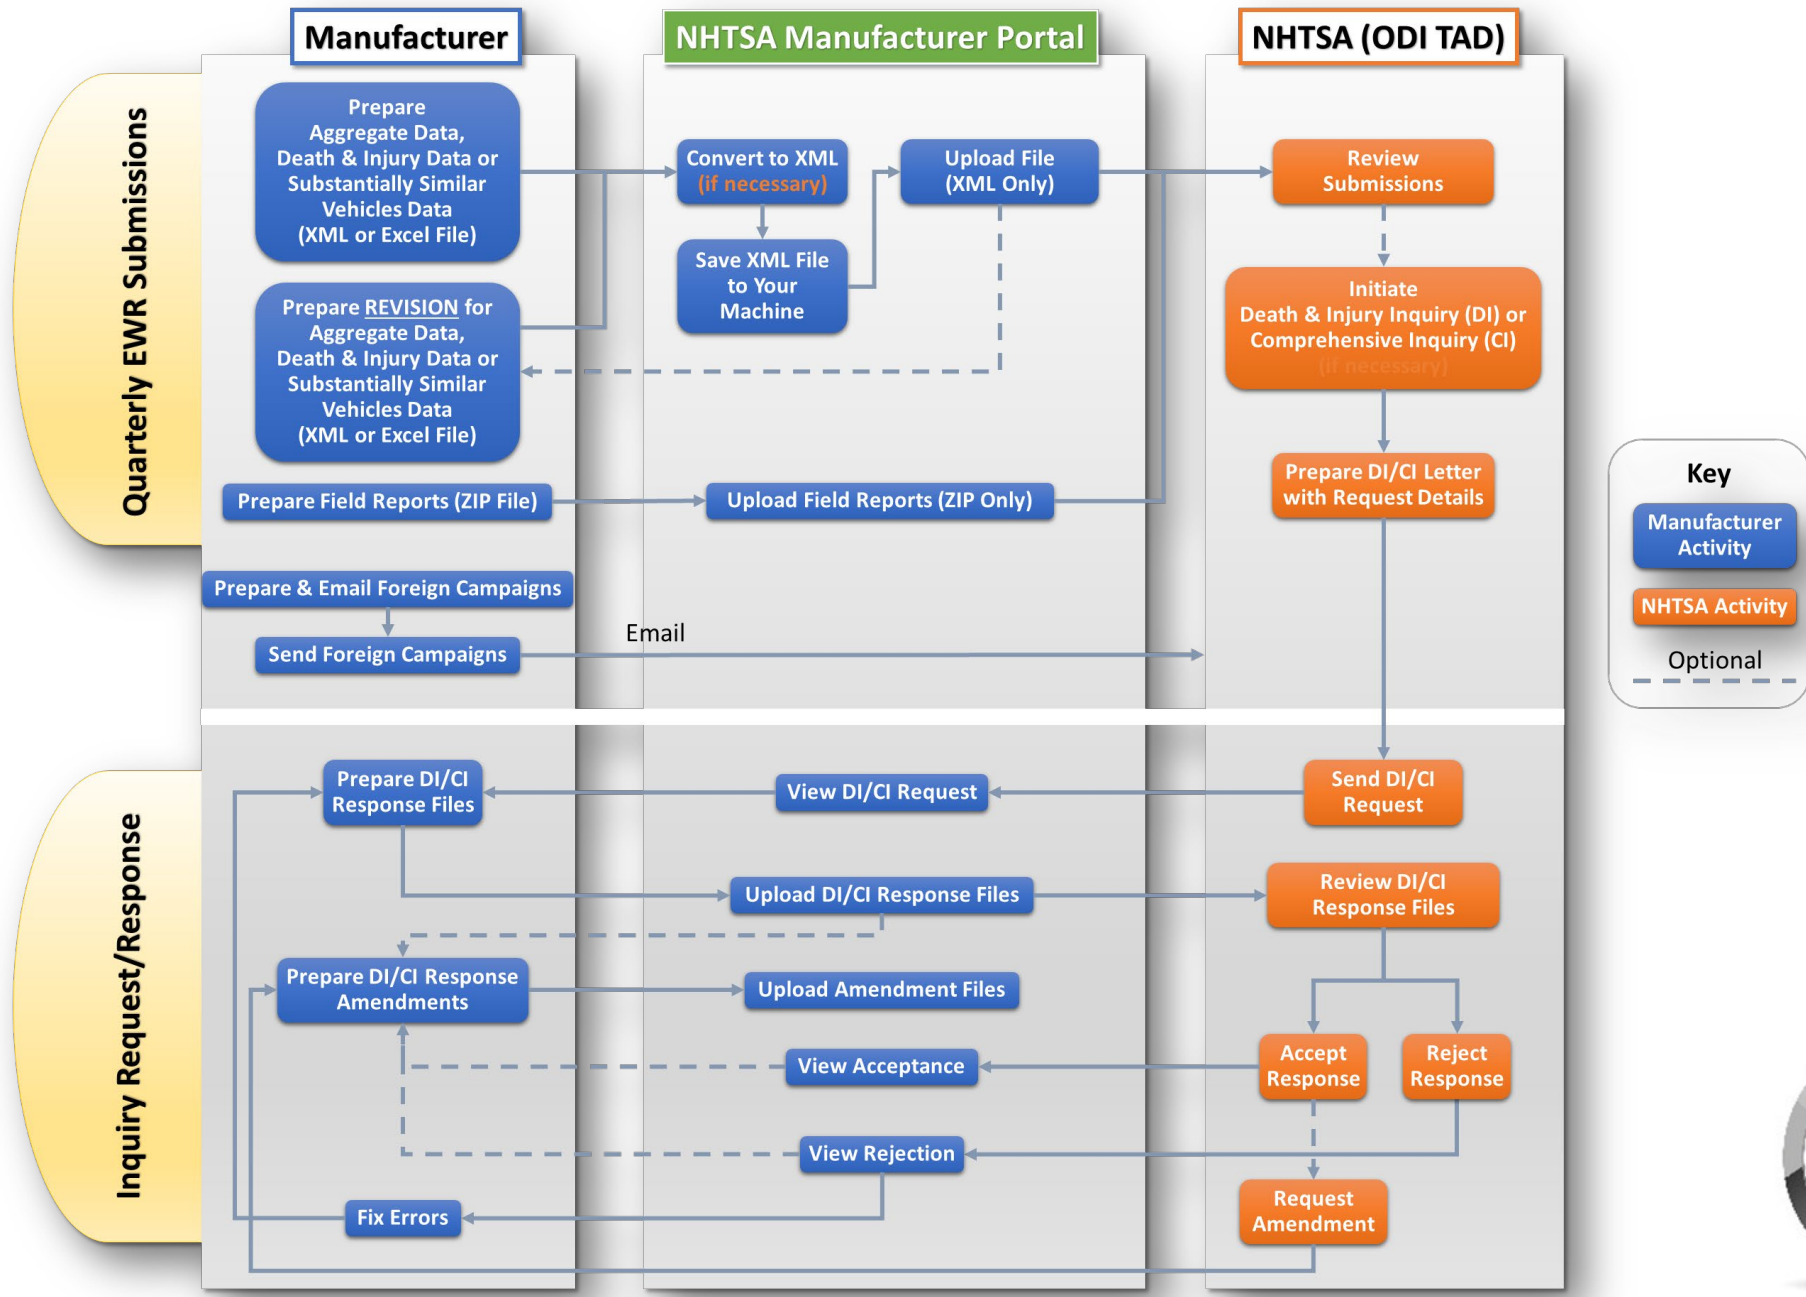 Manufacturer
NHTSA Manufacturer Portal
NHTSA (ODI TAD)
Quarterly EWR Submissions
Prepare
Aggregate Data,
Death & Injury Data or
Substantially Similar
Vehicles Data
(XML or Excel File)
Convert to XML
(if necessary)
Upload File
(XML Only)
Review
Submissions
Save XML File
to Your
Machine
Initiate
Death & Injury Inquiry (DI) or
Comprehensive Inquiry (CI)
(if necessary)
Prepare REVISION for
Aggregate Data,
Death & Injury Data or
Substantially Similar
Vehicles Data
(XML or Excel File)
Prepare Field Reports (ZIP File)
Upload Field Reports (ZIP Only)
Prepare DI/CI Letter
with Request Details
Prepare & Email Foreign Campaigns
Send Foreign Campaigns
Email
Key
Manufacturer
Activity
NHTSA Activity
Optional
Inquiry Request/Response
Prepare DI/CI
Response Files
View DI/CI Request
Send DI/CI
Request
Upload DI/CI Response Files
Review DI/CI
Response Files
Prepare DI/CI Response
Amendments
Upload Amendment Files
View Acceptance
Accept
Response
Reject
Response
View Rejection
Fix Errors
Request
Amendment